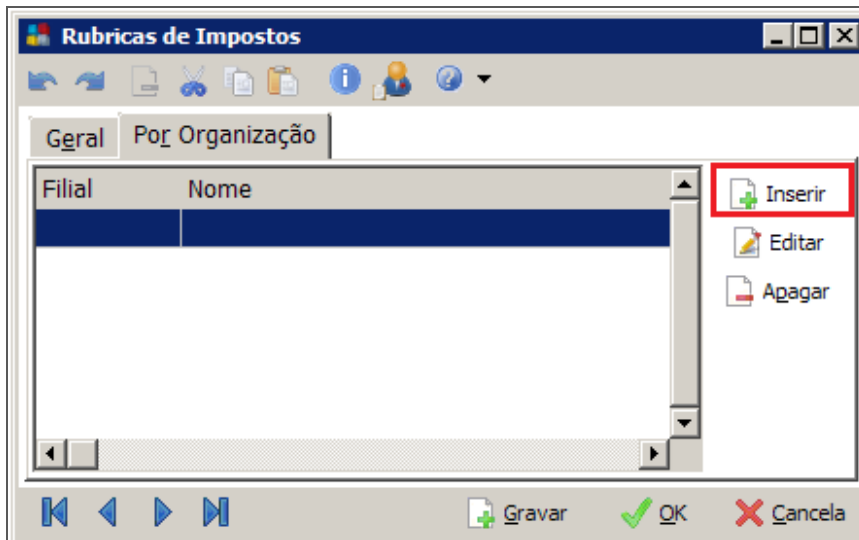 Rubricas de Impostos
Geral Por Organização
Filial Nome
Inserir
Editar
Apagar
Gravar OK Cancela